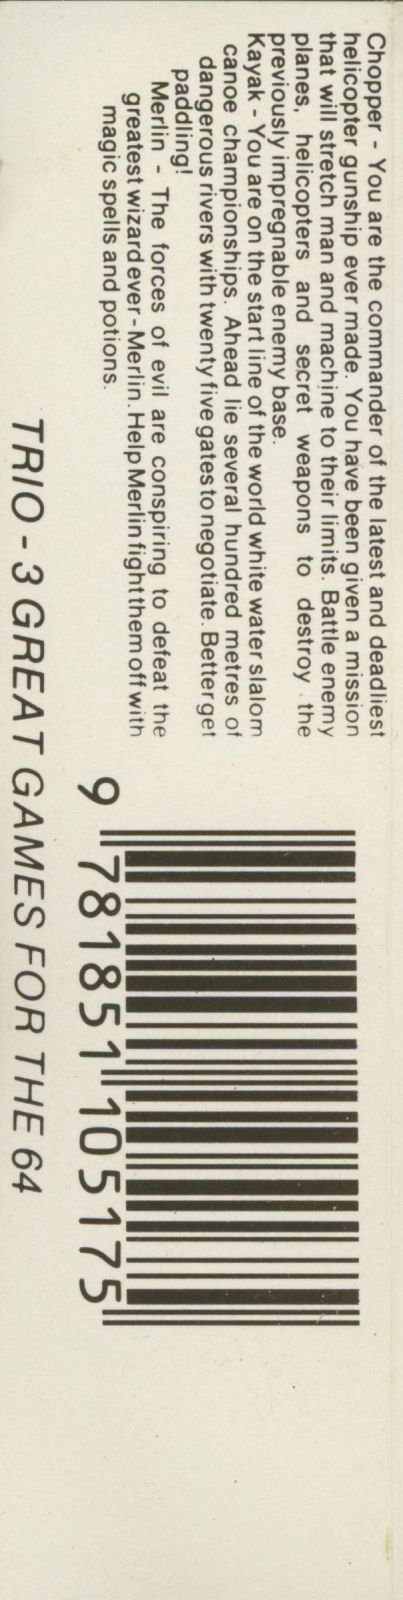 Chopper - You are the commander of the latest and deadliest
helicopter gunship ever made. You have been given a mission
that will stretch man and machine to their limits. Battle enemy
planes, helicopters and secret weapons to destroy the
previously impregnable enemy base.
Kayak - You are on the start line of the world white water slalom
canoe championships. Ahead lie several hundred metres of
dangerous rivers with twenty five gates to negotiate. Better get
paddling!
Merlin - The forces of evil are conspiring to defeat the
greatest wizard ever - Merlin. Help Merlin fight them off with
magic spells and potions.
9 781851 105175
TRIO - 3 GREAT GAMES FOR THE 64